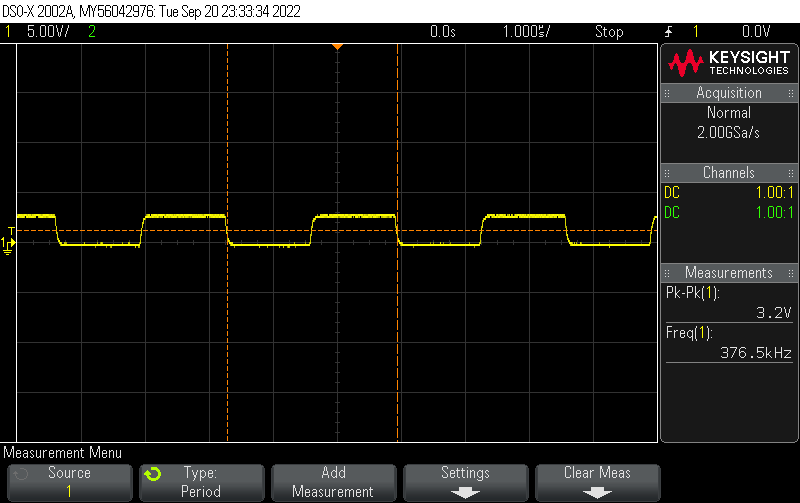 DSO-X 2002A, MY56042976: Tue Sep 20 23:33:34 2022
1 5.00V/ 2 0.0s 1.000us/ Stop 1 0.0V
KEYSIGHT
TECHNOLOGIES
Acquisition
Normal
2.00GSa/s
Channels
DC 1.00:1
DC 1.00:1
T
1
Measurements
Pk-Pk(1):
3.2V
Freq(1):
376.5kHz
Measurement Menu
Source
1
Type:
Period
Add
Measurement
Settings
Clear Meas